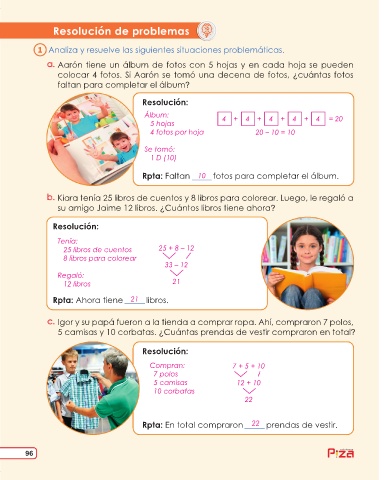 Resolución de problemas
1 Analiza y resuelve las siguientes situaciones problemáticas.
a. Aarón tiene un álbum de fotos con 5 hojas y en cada hoja se pueden
colocar 4 fotos. Si Aarón se tomó una decena de fotos, ¿cuántas fotos
faltan para completar el álbum?
Resolución:
Álbum:
5 hojas
4 fotos por hoja
4 + 4 + 4 + 4 + 4 = 20
20 – 10 = 10
Se tomó:
1 D (10)
Rpta: Faltan 10 fotos para completar el álbum.
b. Kiara tenía 25 libros de cuentos y 8 libros para colorear. Luego, le regaló a
su amigo Jaime 12 libros. ¿Cuántos libros tiene ahora?
Resolución:
Tenía:
25 libros de cuentos
8 libros para colorear
25 + 8 – 12
33 – 12
21
Regaló:
12 libros
Rpta: Ahora tiene 21 libros.
c. Igor y su papá fueron a la tienda a comprar ropa. Ahí, compraron 7 polos,
5 camisas y 10 corbatas. ¿Cuántas prendas de vestir compraron en total?
Resolución:
Compran:
7 polos
5 camisas
10 corbatas
7 + 5 + 10
12 + 10
22
Rpta: En total compraron 22 prendas de vestir.
96
Pizza